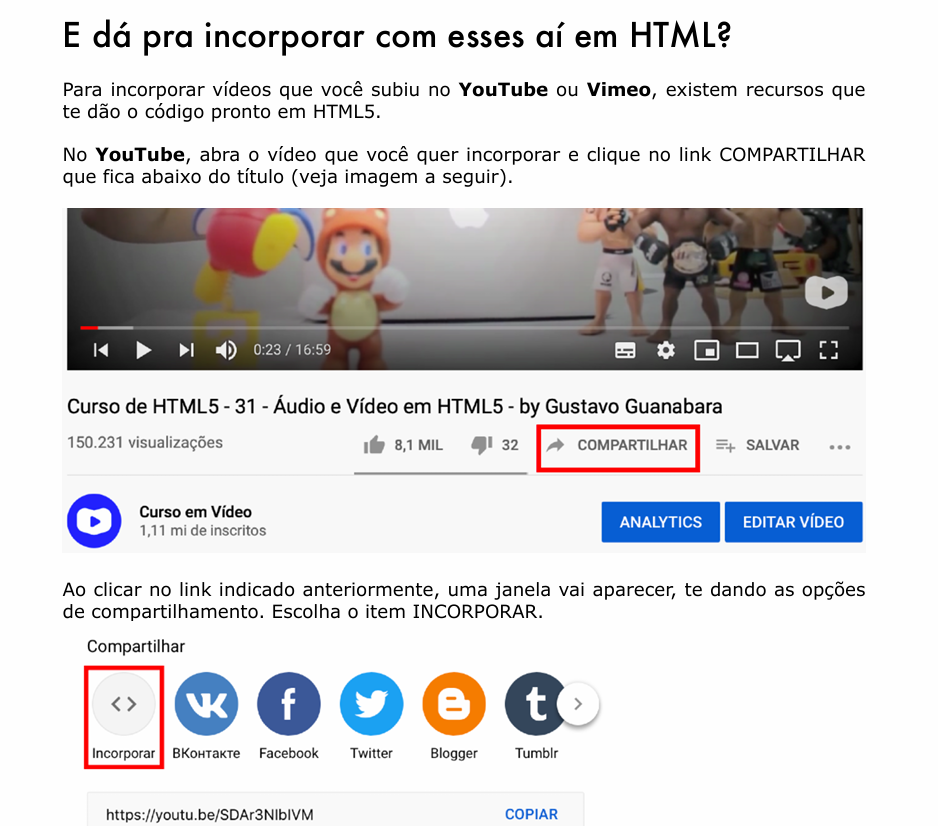 E dá pra incorporar com esses aí em HTML?
Para incorporar vídeos que você subiu no YouTube ou Vimeo, existem recursos que
te dão o código pronto em HTML5.
No YouTube, abra o vídeo que você quer incorporar e clique no link COMPARTILHAR
que fica abaixo do título (veja imagem a seguir).
0:23 / 16:59
Curso de HTML5 - 31 - Áudio e Vídeo em HTML5 - by Gustavo Guanabara
150.231 visualizações 8,1 MIL 32 COMPARTILHAR SALVAR
Curso em Vídeo
1,11 mi de inscritos
ANALYTICS EDITAR VÍDEO
Ao clicar no link indicado anteriormente, uma janela vai aparecer, te dando as opções
de compartilhamento. Escolha o item INCORPORAR.
Compartilhar
Incorporar ВКонтакте Facebook Twitter Blogger Tumblr
https://youtu.be/SDAr3NIbIVM COPIAR